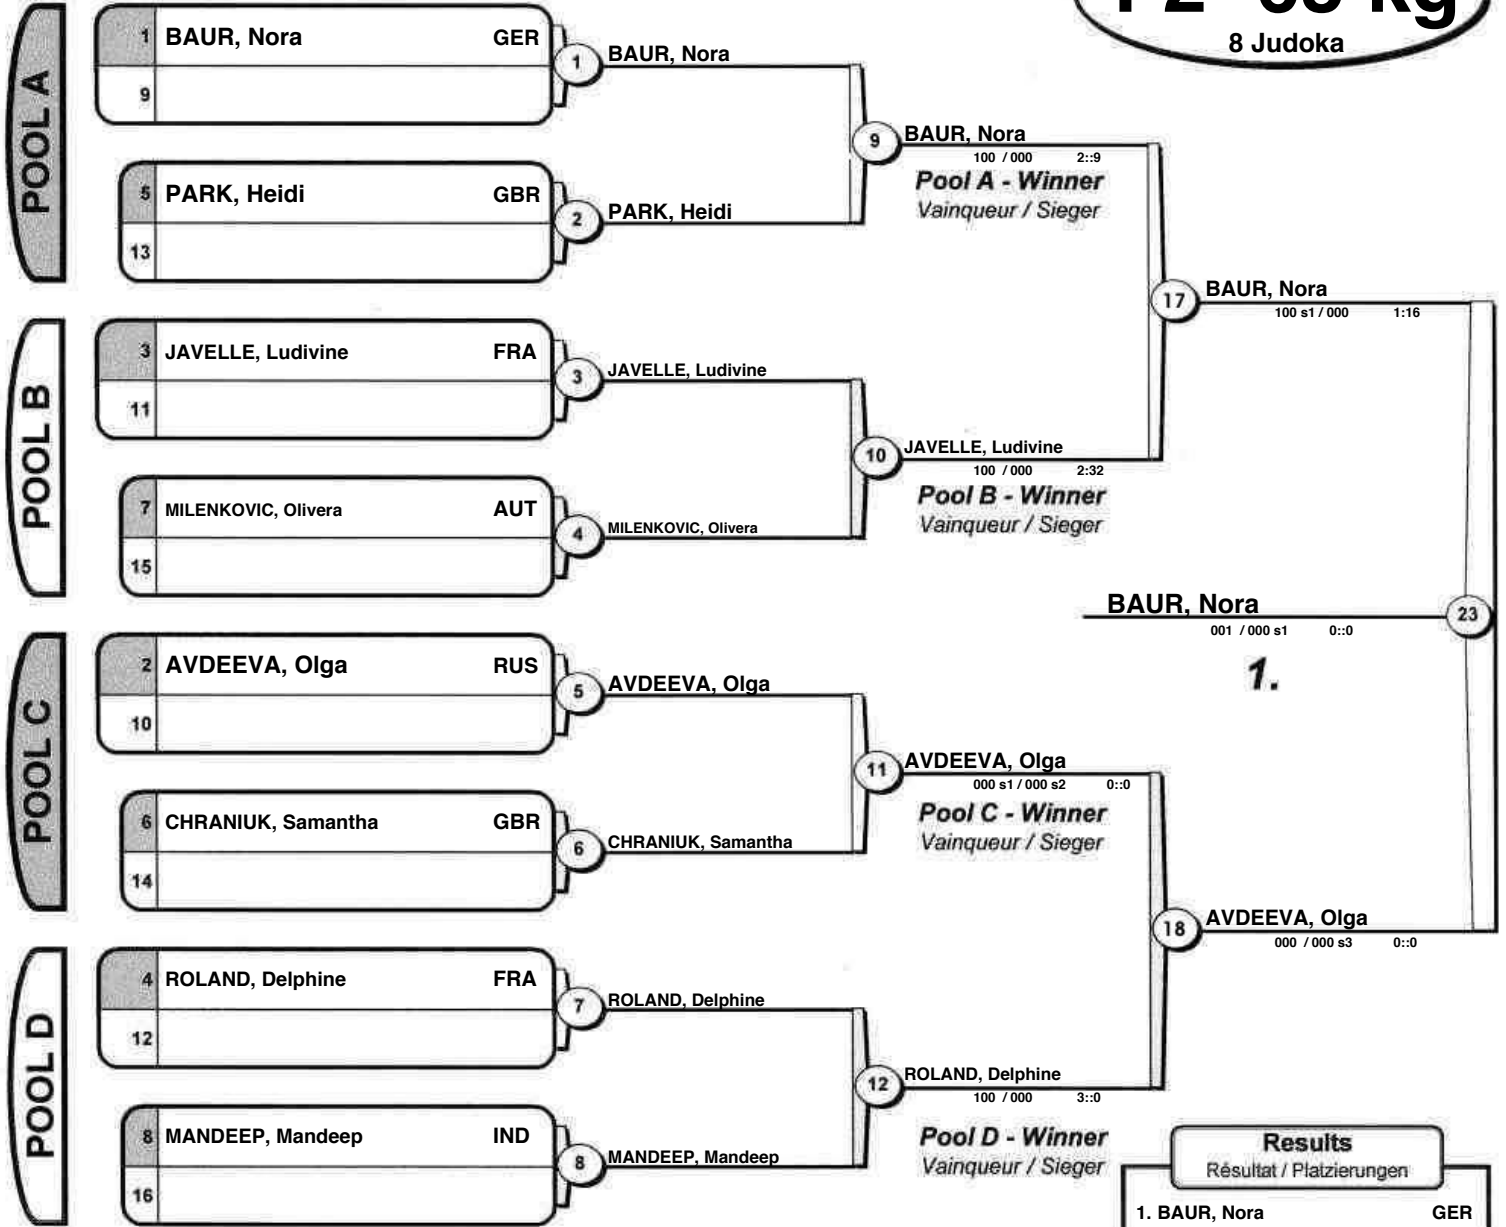 8 Judoka
POOL A
1 BAUR, Nora GER
9
1 BAUR, Nora
5 PARK, Heidi GBR
13
2 PARK, Heidi
9 BAUR, Nora
100 / 000 2::9
Pool A - Winner
Vainqueur / Sieger
POOL B
3 JAVELLE, Ludivine FRA
11
3 JAVELLE, Ludivine
7 MILENKOVIC, Olivera AUT
15
4 MILENKOVIC, Olivera
10 JAVELLE, Ludivine
100 / 000 2:32
Pool B - Winner
Vainqueur / Sieger
17 BAUR, Nora
100 s1 / 000 1:16
BAUR, Nora 23
001 / 000 s1 0::0
1.
POOL C
2 AVDEEVA, Olga RUS
10
5 AVDEEVA, Olga
6 CHRANIUK, Samantha GBR
14
6 CHRANIUK, Samantha
11 AVDEEVA, Olga
000 s1 / 000 s2 0::0
Pool C - Winner
Vainqueur / Sieger
18 AVDEEVA, Olga
000 / 000 s3 0::0
POOL D
4 ROLAND, Delphine FRA
12
7 ROLAND, Delphine
8 MANDEEP, Mandeep IND
16
8 MANDEEP, Mandeep
12 ROLAND, Delphine
100 / 000 3::0
Pool D - Winner
Vainqueur / Sieger
Results
Résultat / Platzierungen
1. BAUR, Nora GER